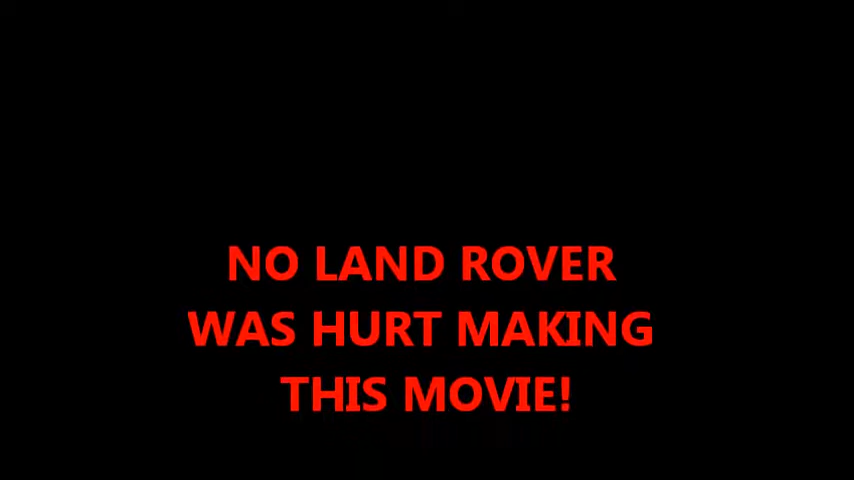 NO LAND ROVER
WAS HURT MAKING
THIS MOVIE!